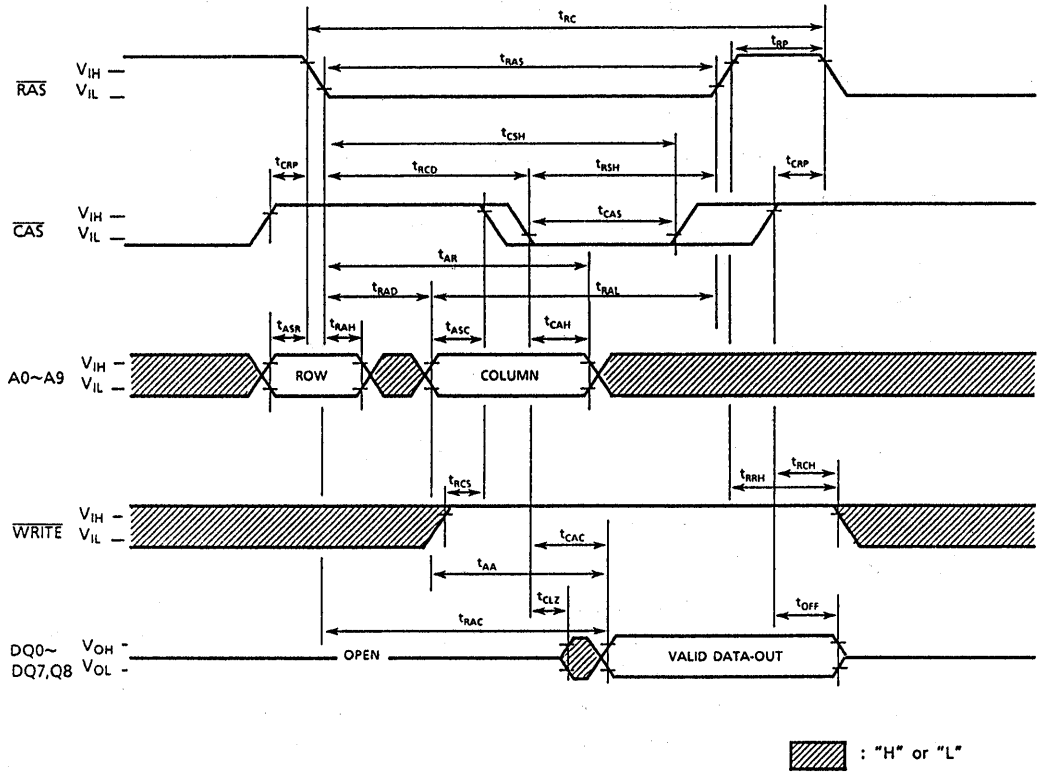 tRC
tRP
tRAS
RAS
VIH
VIL
tCSH
tCRP
tRCD
tRSH
tCRP
CAS
VIH
VIL
tCAS
tAR
tRAD
tRAL
tASR
tRAH
tASC
tCAH
A0~A9
VIH
VIL
ROW
COLUMN
tRCS
tRRH
tRCH
WRITE
VIH
VIL
tCAC
tAA
tCLZ
tOFF
tRAC
DQ0~
DQ7,Q8
VOH
VOL
OPEN
VALID DATA-OUT
: "H" or "L"